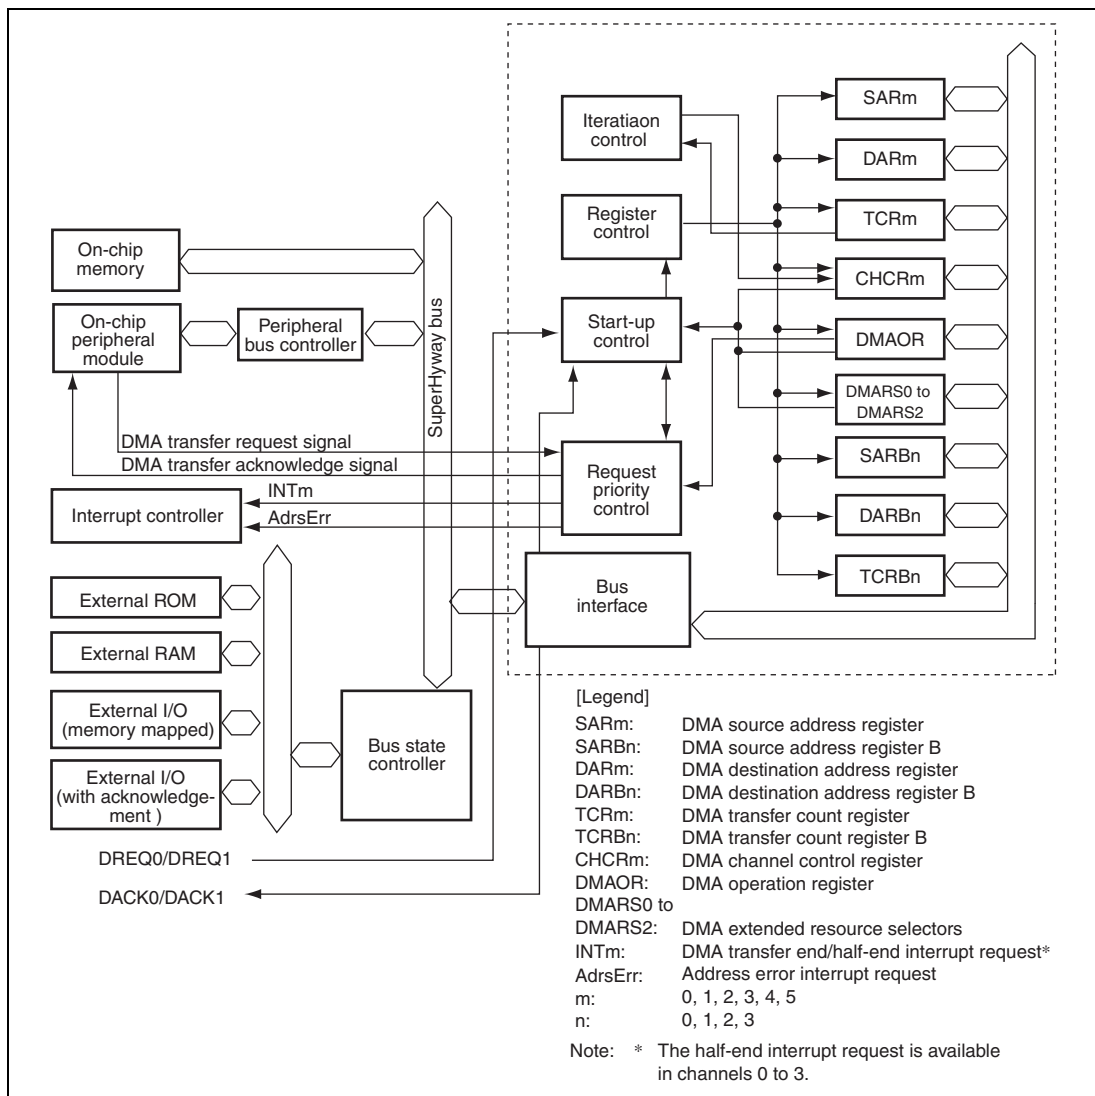 Iteratiaon
control
Register
control
Start-up
control
Request
priority
control
Bus
interface
SARm
DARm
TCRm
CHCRm
DMAOR
DMARS0 to
DMARS2
SARBn
DARBn
TCRBn
On-chip
memory
On-chip
peripheral
module
Peripheral
bus controller
SuperHyway bus
DMA transfer request signal
DMA transfer acknowledge signal
INTm
Interrupt controller
AdrsErr
External ROM
External RAM
External I/O
(memory mapped)
External I/O
(with acknowledge-
ment )
Bus state
controller
DREQ0/DREQ1
DACK0/DACK1
[Legend]
SARm: DMA source address register
SARBn: DMA source address register B
DARm: DMA destination address register
DARBn: DMA destination address register B
TCRm: DMA transfer count register
TCRBn: DMA transfer count register B
CHCRm: DMA channel control register
DMAOR: DMA operation register
DMARS0 to
DMARS2: DMA extended resource selectors
INTm: DMA transfer end/half-end interrupt request*
AdrsErr: Address error interrupt request
m: 0, 1, 2, 3, 4, 5
n: 0, 1, 2, 3
Note: * The half-end interrupt request is available
in channels 0 to 3.